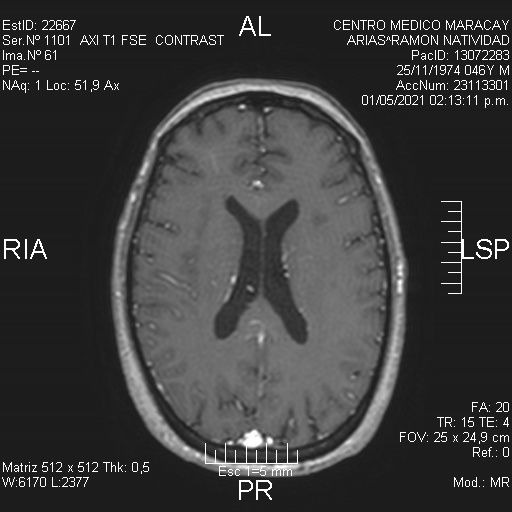 EstID: 22667
Ser.Nº 1101 AXI T1 FSE CONTRAST
Ima.Nº 61
PE= --
NAq: 1 Loc: 51,9 Ax
AL
CENTRO MEDICO MARACAY
ARIAS^RAMON NATIVIDAD
PacID: 13072283
25/11/1974 046Y M
AccNum: 23113301
01/05/2021 02:13:11 p.m.
RIA
LSP
FA: 20
TR: 15 TE: 4
FOV: 25 x 24,9 cm
Ref.: 0
Matriz 512 x 512 Thk: 0,5
W:6170 L:2377
Esc 1=5 mm
PR
Mod.: MR